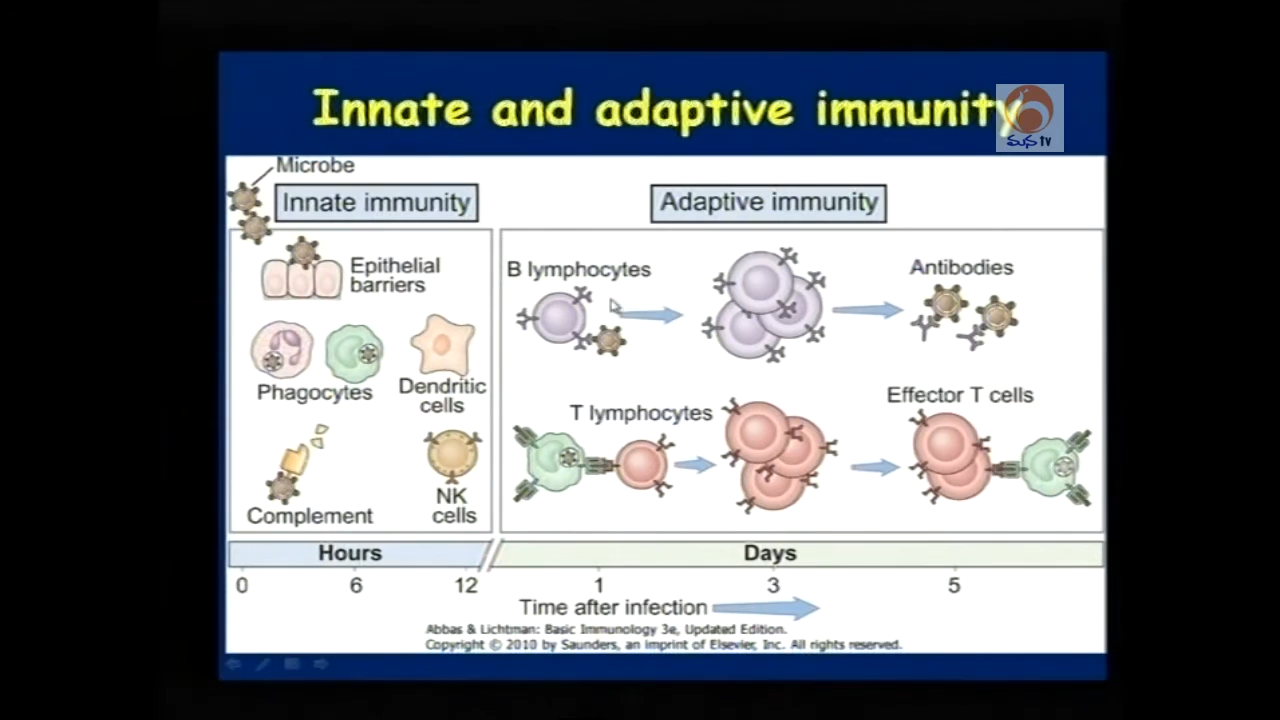 Innate and adaptive immunity
మన tv
Microbe
Innate immunity
Adaptive immunity
Epithelial
barriers
Phagocytes
Dendritic
cells
Complement
NK
cells
B lymphocytes
Antibodies
T lymphocytes
Effector T cells
Hours
Days
0
6
12
1
3
5
Time after infection
Abbas & Lichtman: Basic Immunology 3e, Updated Edition.
Copyright © 2010 by Saunders, an imprint of Elsevier, Inc. All rights reserved.